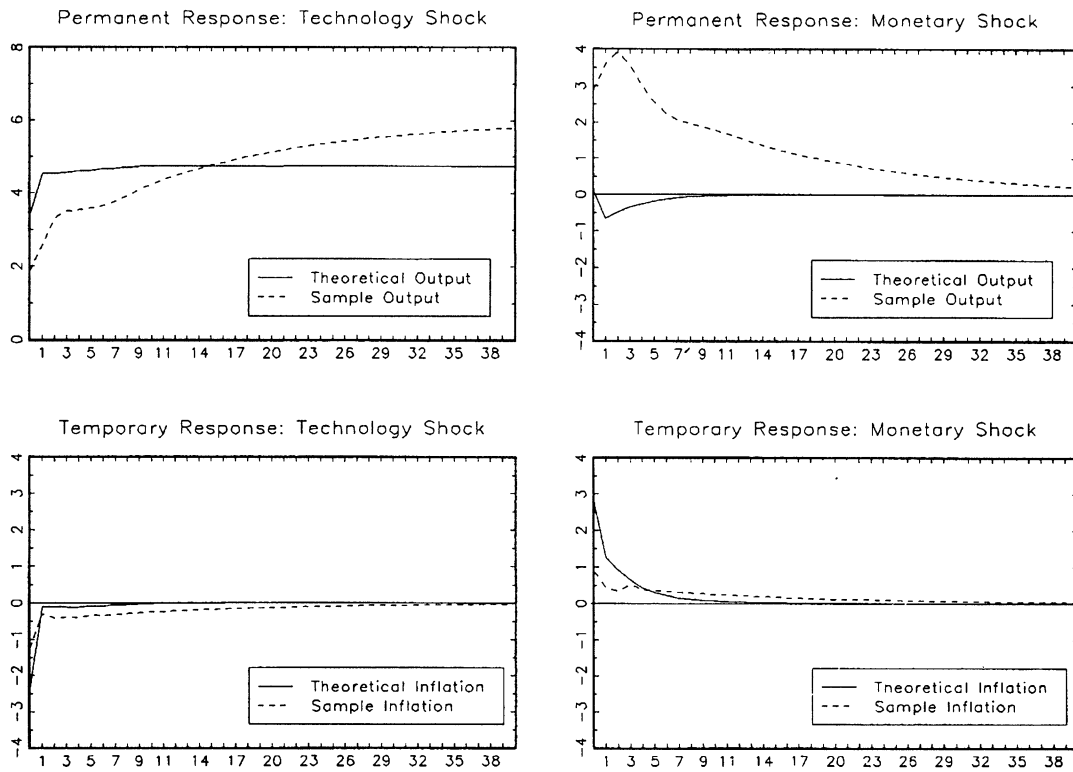 Permanent Response: Technology Shock
8
6
4
2
0
Theoretical Output
Sample Output
1 3 5 7 9 11 14 17 20 23 26 29 32 35 38
Permanent Response: Monetary Shock
4
3
2
1
0
-1
-2
-3
-4
Theoretical Output
Sample Output
1 3 5 7 9 11 14 17 20 23 26 29 32 35 38
Temporary Response: Technology Shock
4
3
2
1
0
-1
-2
-3
-4
Theoretical Inflation
Sample Inflation
1 3 5 7 9 11 14 17 20 23 26 29 32 35 38
Temporary Response: Monetary Shock
4
3
2
1
0
-1
-2
-3
-4
Theoretical Inflation
Sample Inflation
1 3 5 7 9 11 14 17 20 23 26 29 32 35 38